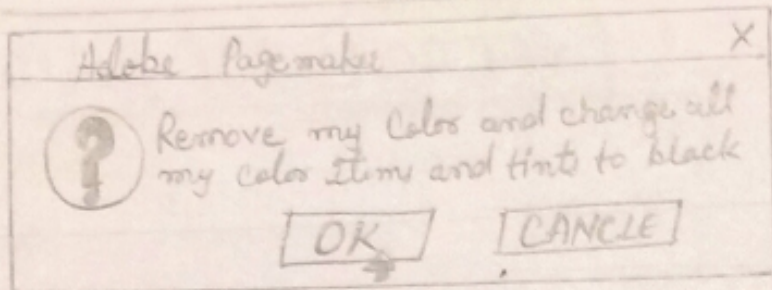 Adobe Pagemaker X
? Remove my Color and change all
my color Items and tints to black
OK CANCLE